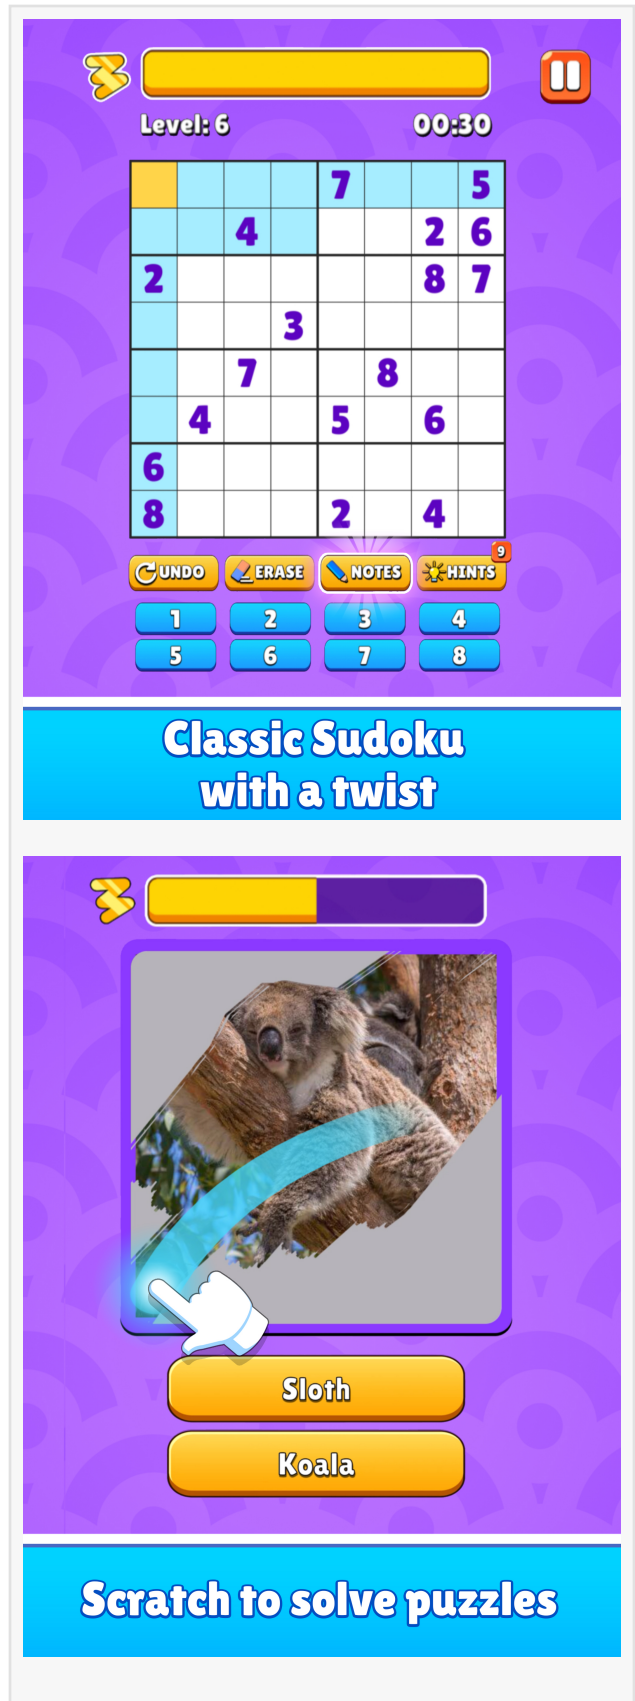 Level: 6 00:30
7 5
4 2 6
2 8 7
3
7 8
4 5 6
6
8 2 4
9
UNDO ERASE NOTES HINTS
1 2 3 4
5 6 7 8
Classic Sudoku
with a twist
Sloth
Koala
Scratch to solve puzzles